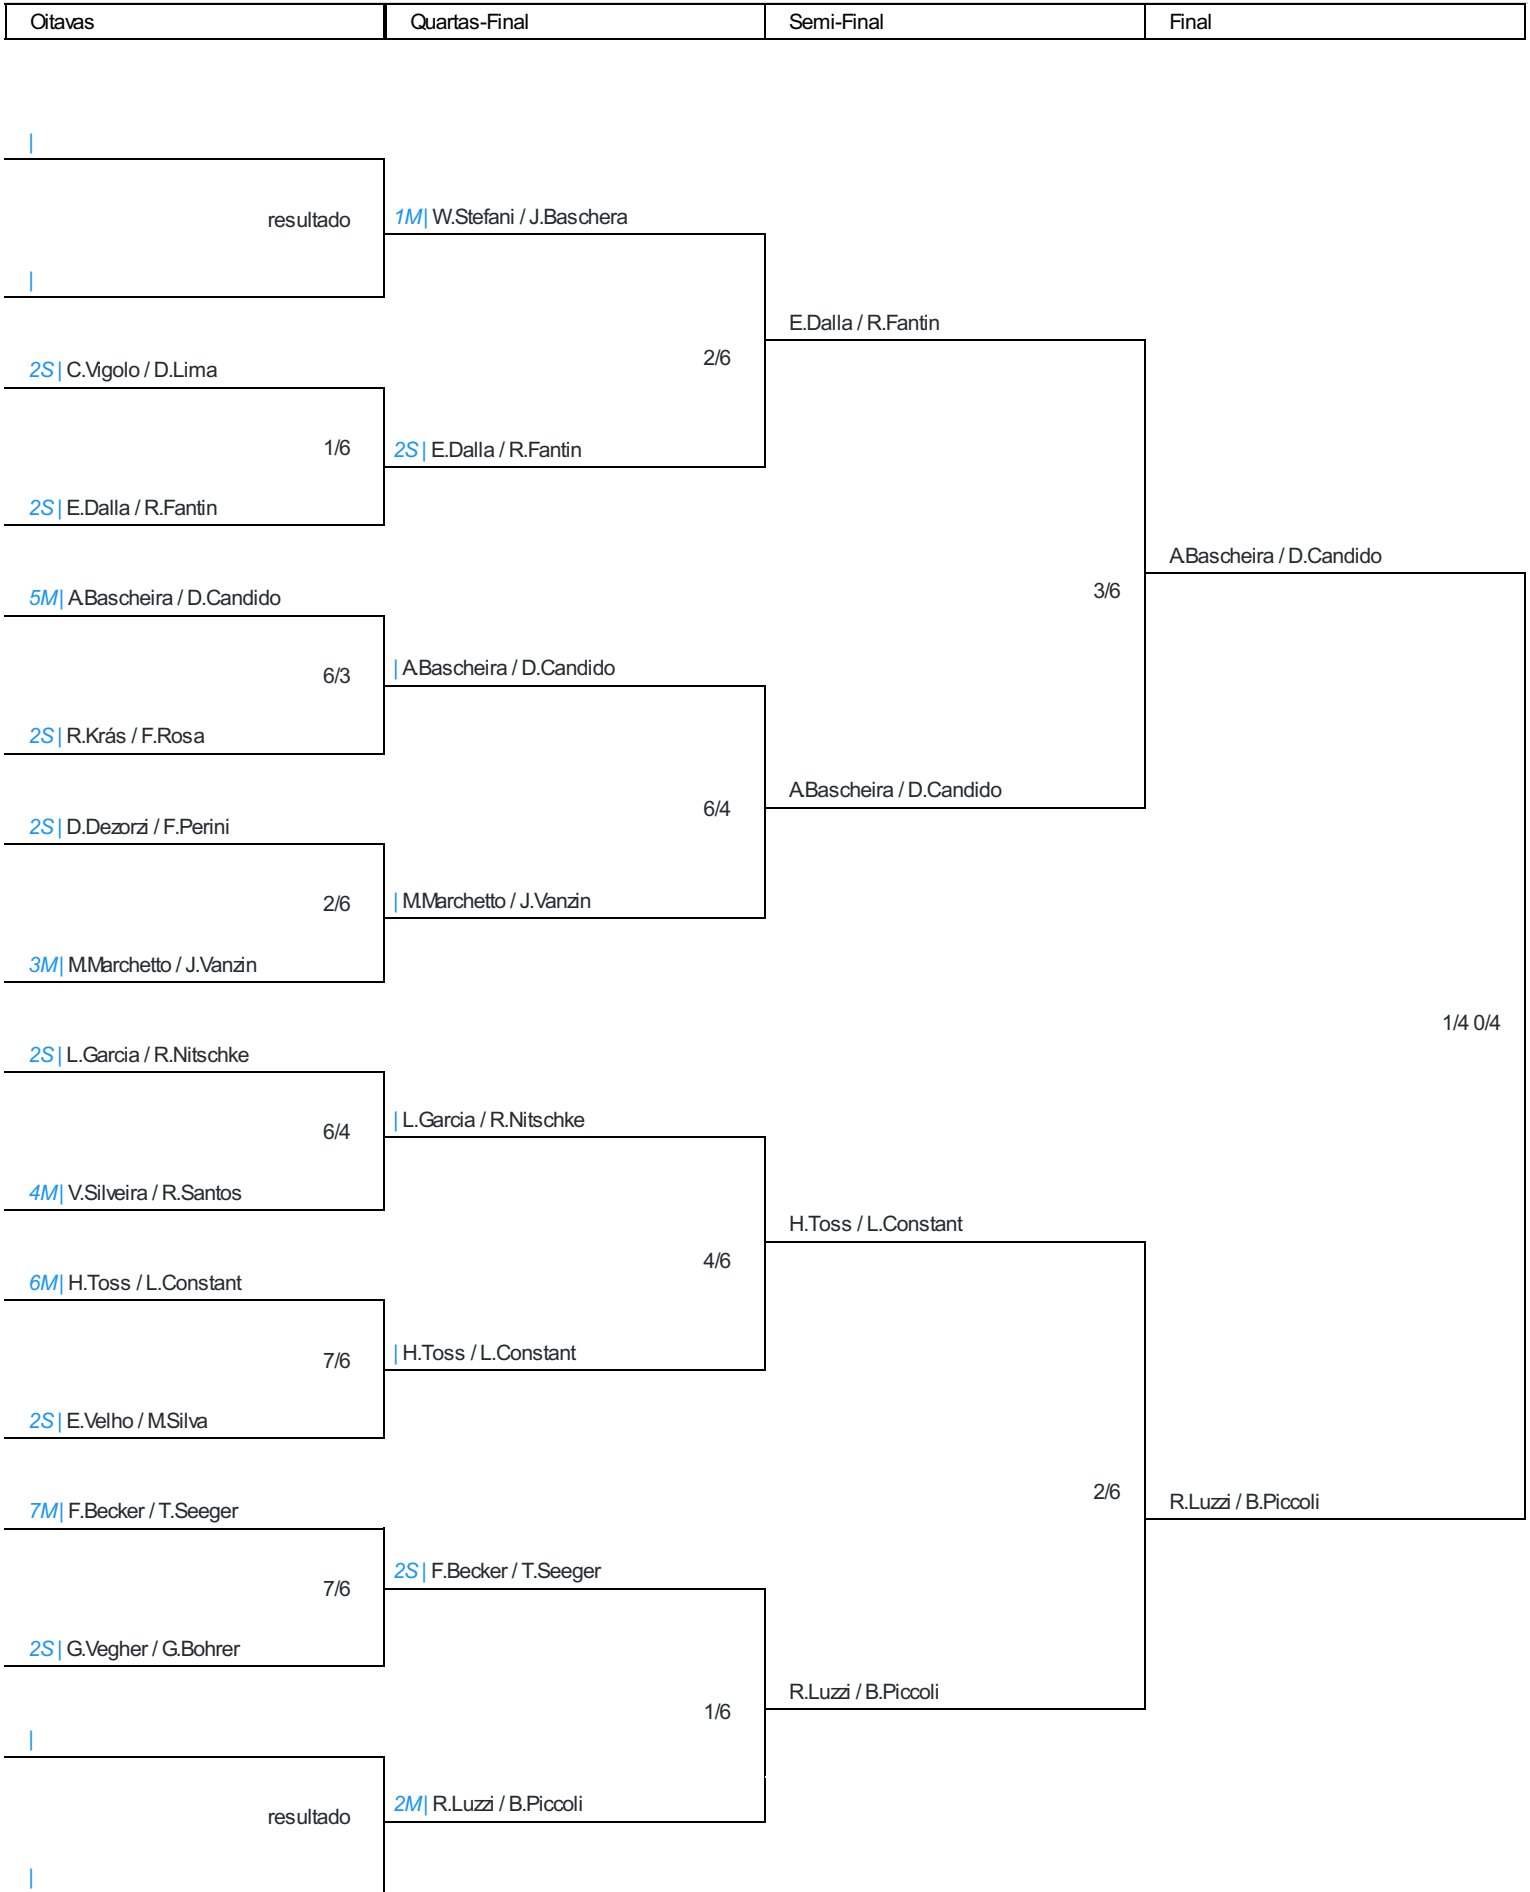 Oitavas Quartas-Final Semi-Final Final
|
resultado 1M| W.Stefani / J.Baschera
|
E.Dalla / R.Fantin
2/6
2S| C.Vigolo / D.Lima
1/6 2S| E.Dalla / R.Fantin
2S| E.Dalla / R.Fantin
A.Bascheira / D.Candido
3/6
5M| A.Bascheira / D.Candido
6/3 | A.Bascheira / D.Candido
2S| R.Krás / F.Rosa
A.Bascheira / D.Candido
6/4
2S| D.Dezorzi / F.Perini
2/6 | M.Marchetto / J.Vanzin
3M| M.Marchetto / J.Vanzin
1/4 0/4
2S| L.Garcia / R.Nitschke
6/4 | L.Garcia / R.Nitschke
4M| V.Silveira / R.Santos
H.Toss / L.Constant
4/6
6M| H.Toss / L.Constant
7/6 | H.Toss / L.Constant
2S| E.Velho / M.Silva
2/6 R.Luzzi / B.Piccoli
7M| F.Becker / T.Seeger
7/6 2S| F.Becker / T.Seeger
2S| G.Vegher / G.Bohrer
R.Luzzi / B.Piccoli
1/6
|
resultado 2M| R.Luzzi / B.Piccoli
|